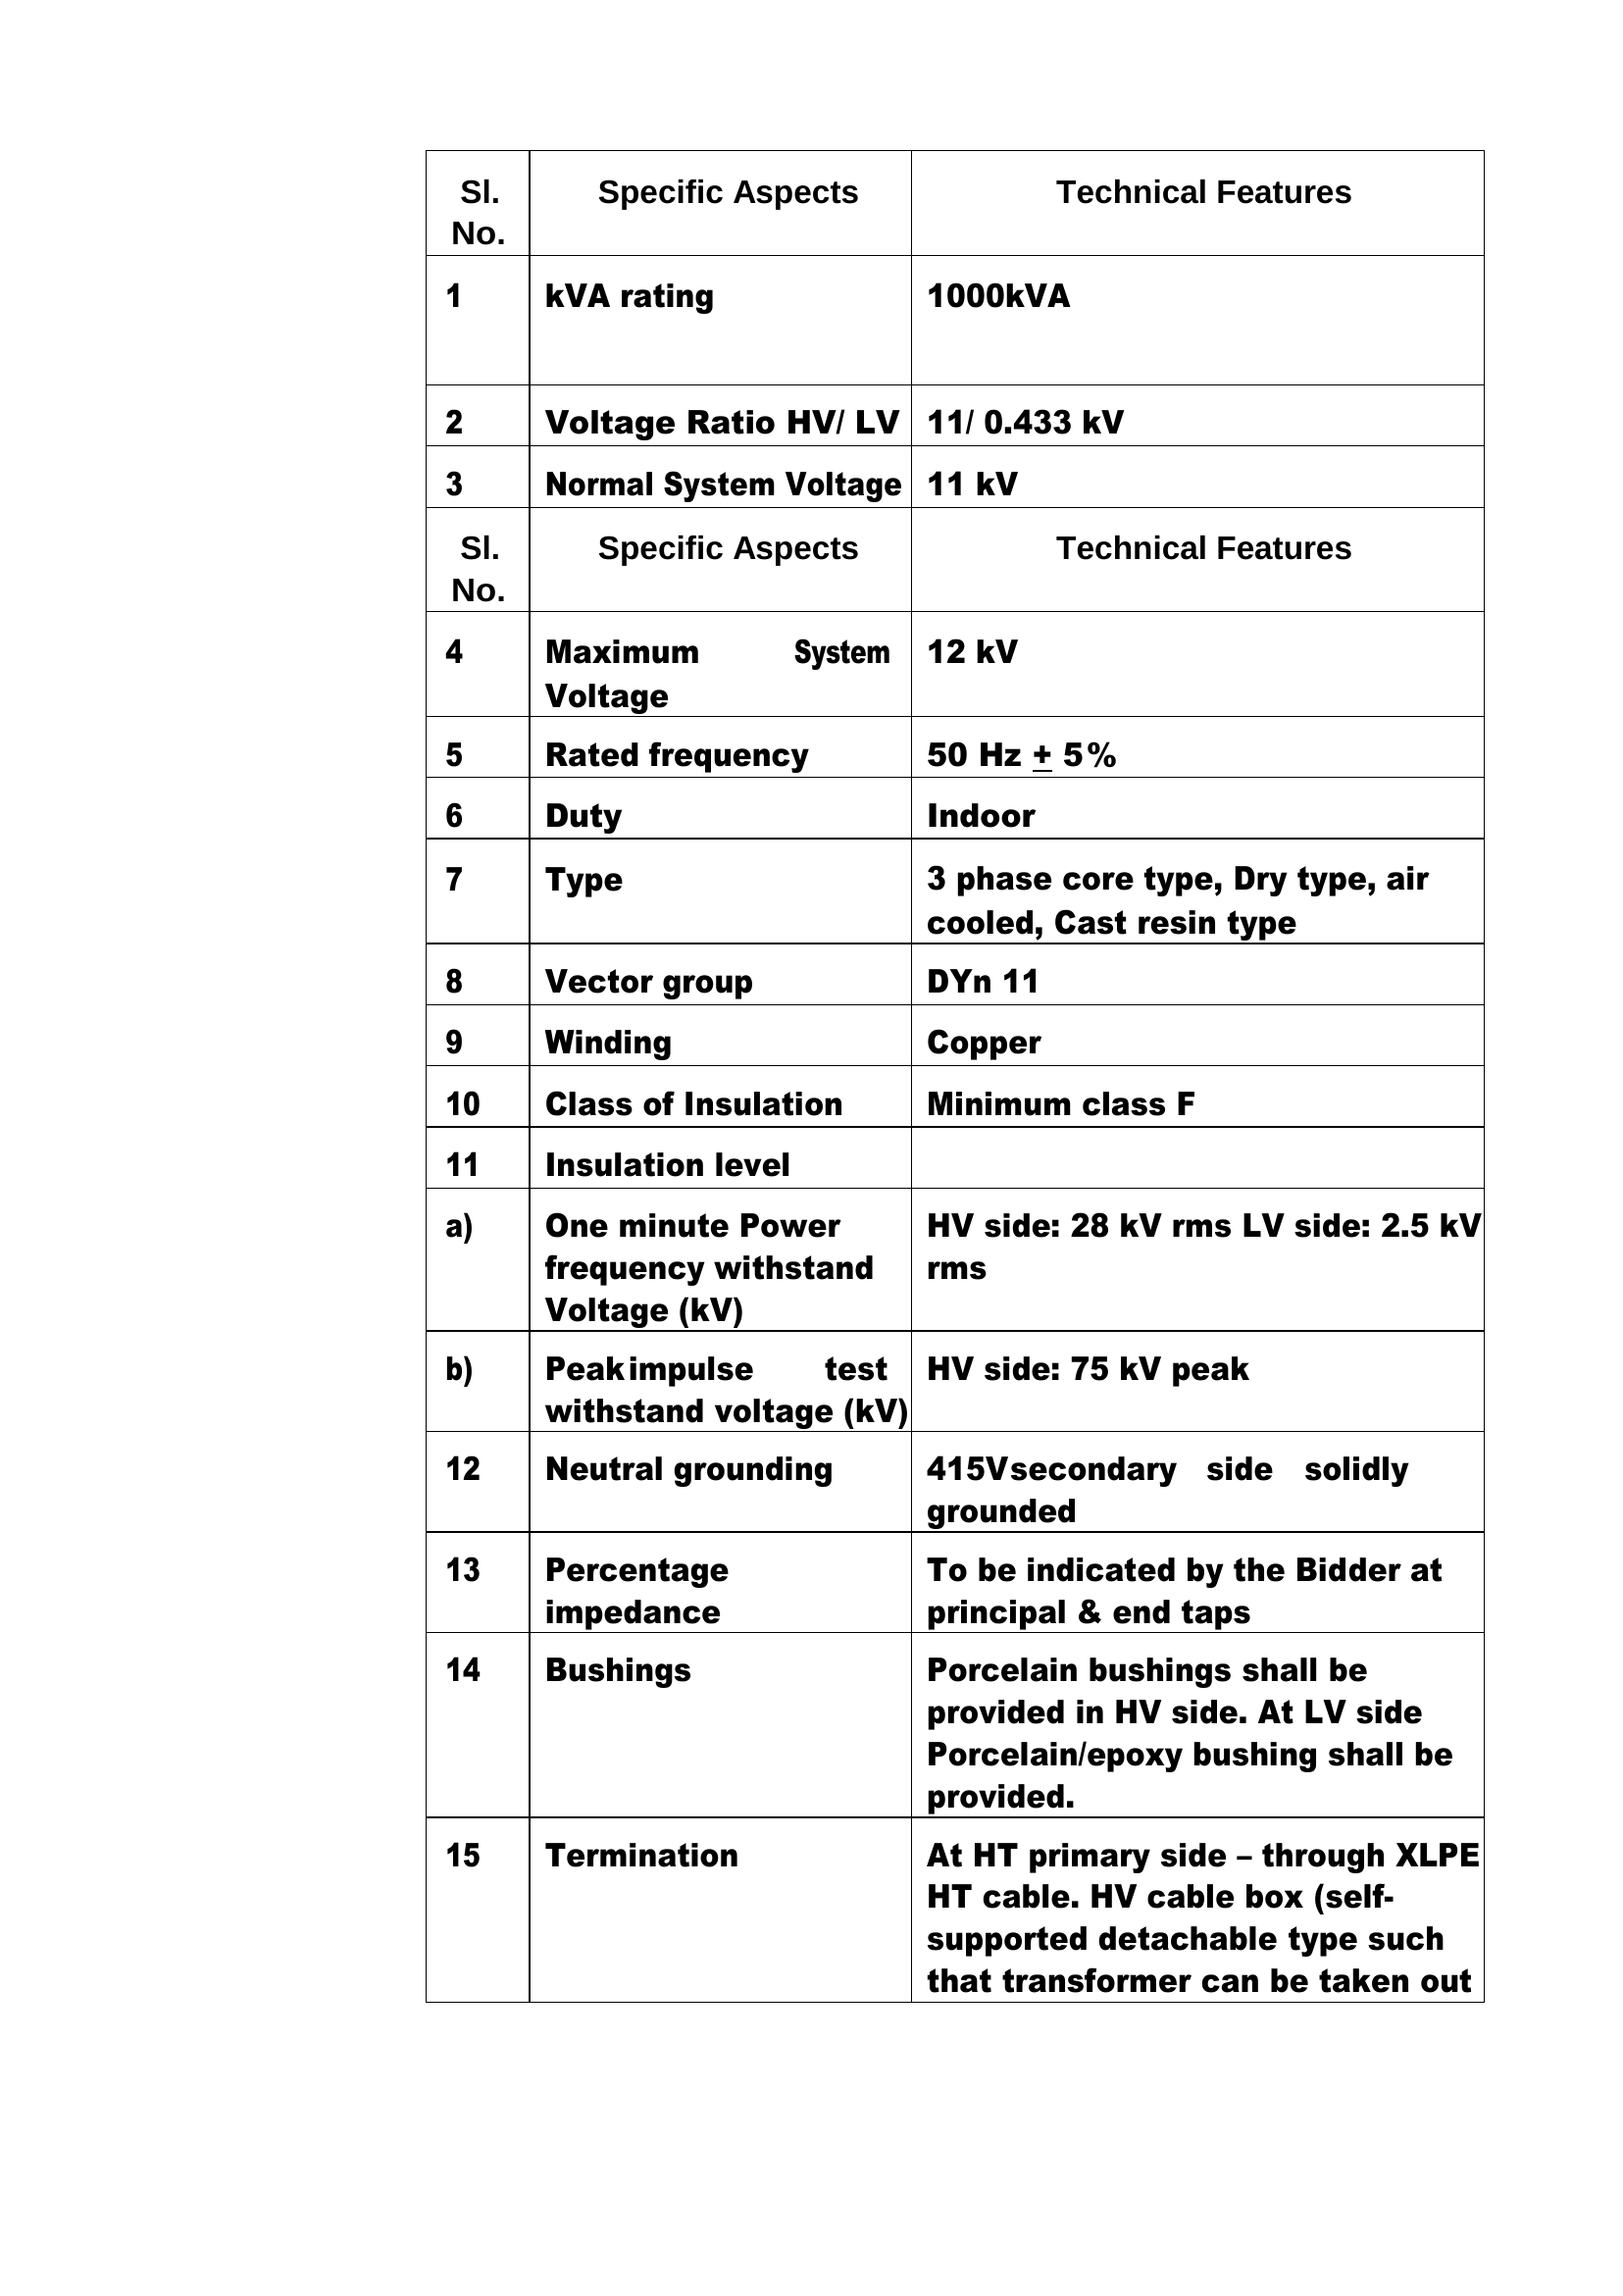 Sl. Specific Aspects Technical Features
No.
1 kVA rating 1000kVA
2 Voltage Ratio HV/ LV 11/ 0.433 kV
3 Normal System Voltage 11 kV
Sl. Specific Aspects Technical Features
No.
4 Maximum System 12 kV
Voltage
5 Rated frequency 50 Hz ± 5%
6 Duty Indoor
7 Type 3 phase core type, Dry type, air
cooled, Cast resin type
8 Vector group DYn 11
9 Winding Copper
10 Class of Insulation Minimum class F
11 Insulation level
a) One minute Power HV side: 28 kV rms LV side: 2.5 kV
frequency withstand rms
Voltage (kV)
b) Peak impulse test HV side: 75 kV peak
withstand voltage (kV)
12 Neutral grounding 415Vsecondary side solidly
grounded
13 Percentage To be indicated by the Bidder at
impedance principal & end taps
14 Bushings Porcelain bushings shall be
provided in HV side. At LV side
Porcelain/epoxy bushing shall be
provided.
15 Termination At HT primary side – through XLPE
HT cable. HV cable box (self-
supported detachable type such
that transformer can be taken out